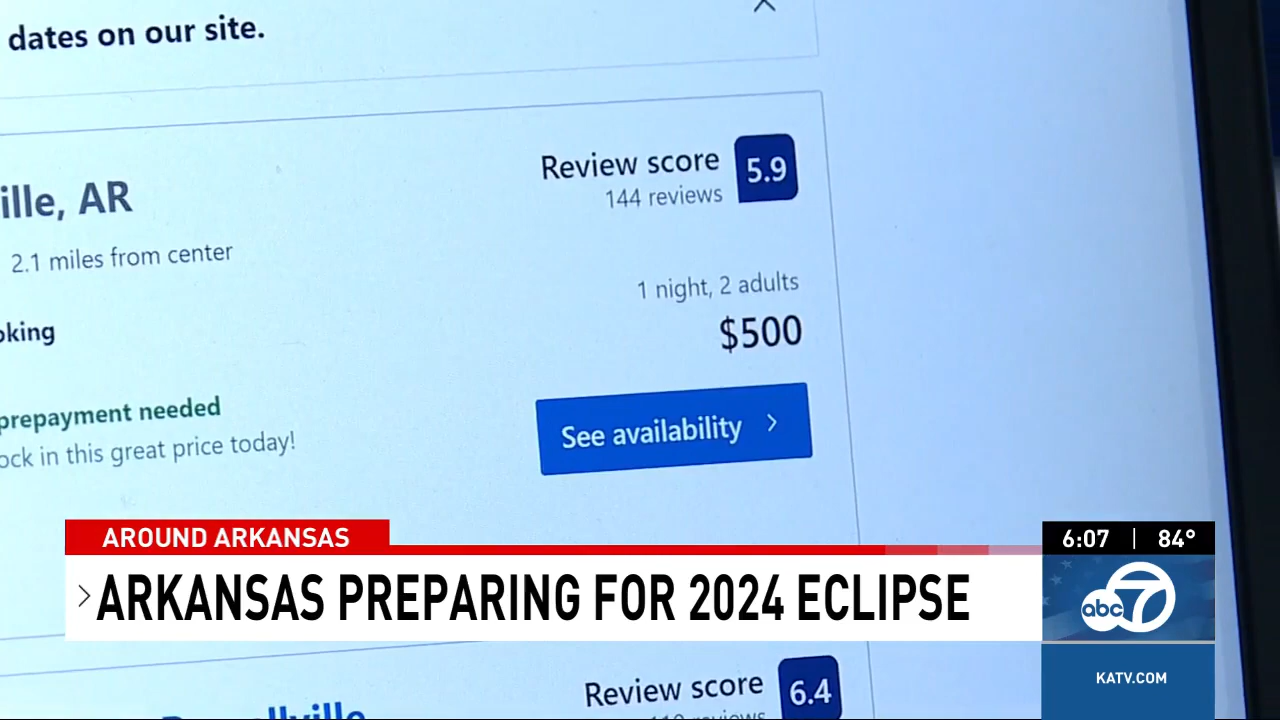 dates on our site.
ille, AR
Review score 5.9
144 reviews
2.1 miles from center
1 night, 2 adults
$500
oking
prepayment needed
ock in this great price today!
See availability
AROUND ARKANSAS
ARKANSAS PREPARING FOR 2024 ECLIPSE
6:07 | 84°
abc 7
KATV.COM
Review score 6.4